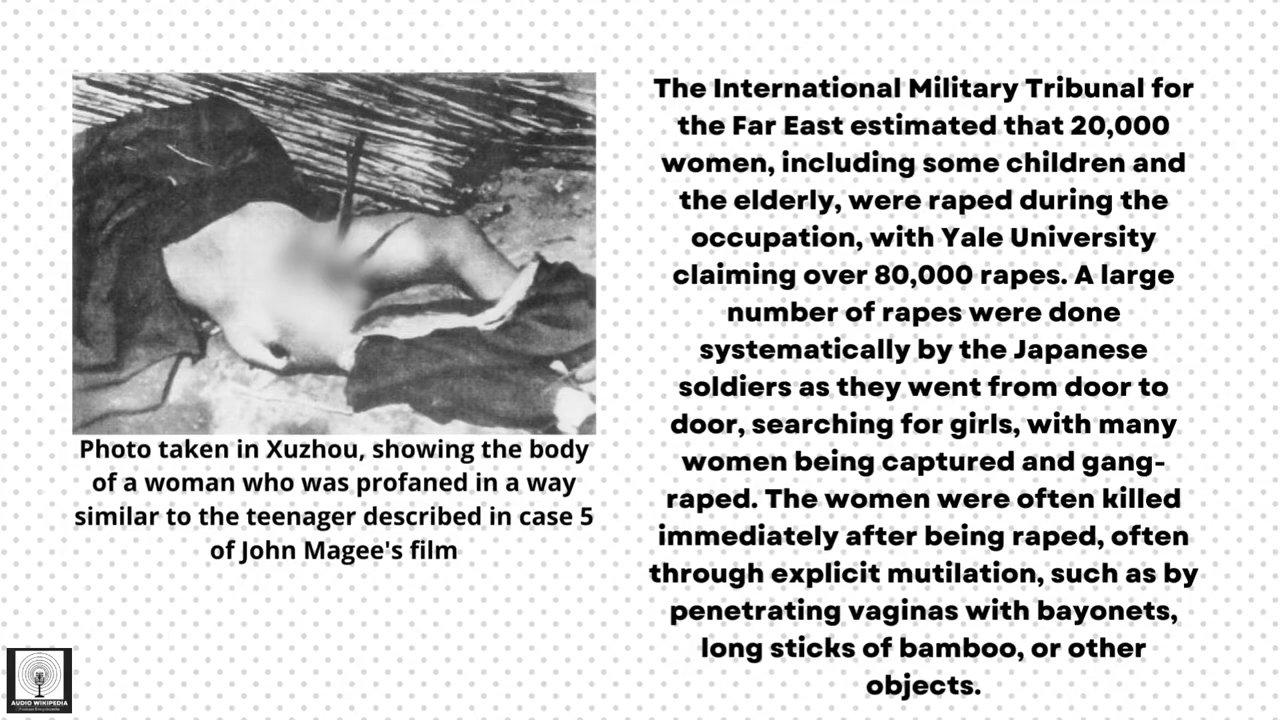 The International Military Tribunal for
the Far East estimated that 20,000
women, including some children and
the elderly, were raped during the
occupation, with Yale University
claiming over 80,000 rapes. A large
number of rapes were done
systematically by the Japanese
soldiers as they went from door to
door, searching for girls, with many
women being captured and gang-
raped. The women were often killed
immediately after being raped, often
through explicit mutilation, such as by
penetrating vaginas with bayonets,
long sticks of bamboo, or other
objects.
Photo taken in Xuzhou, showing the body
of a woman who was profaned in a way
similar to the teenager described in case 5
of John Magee's film
AUDIO WIKIPEDIA